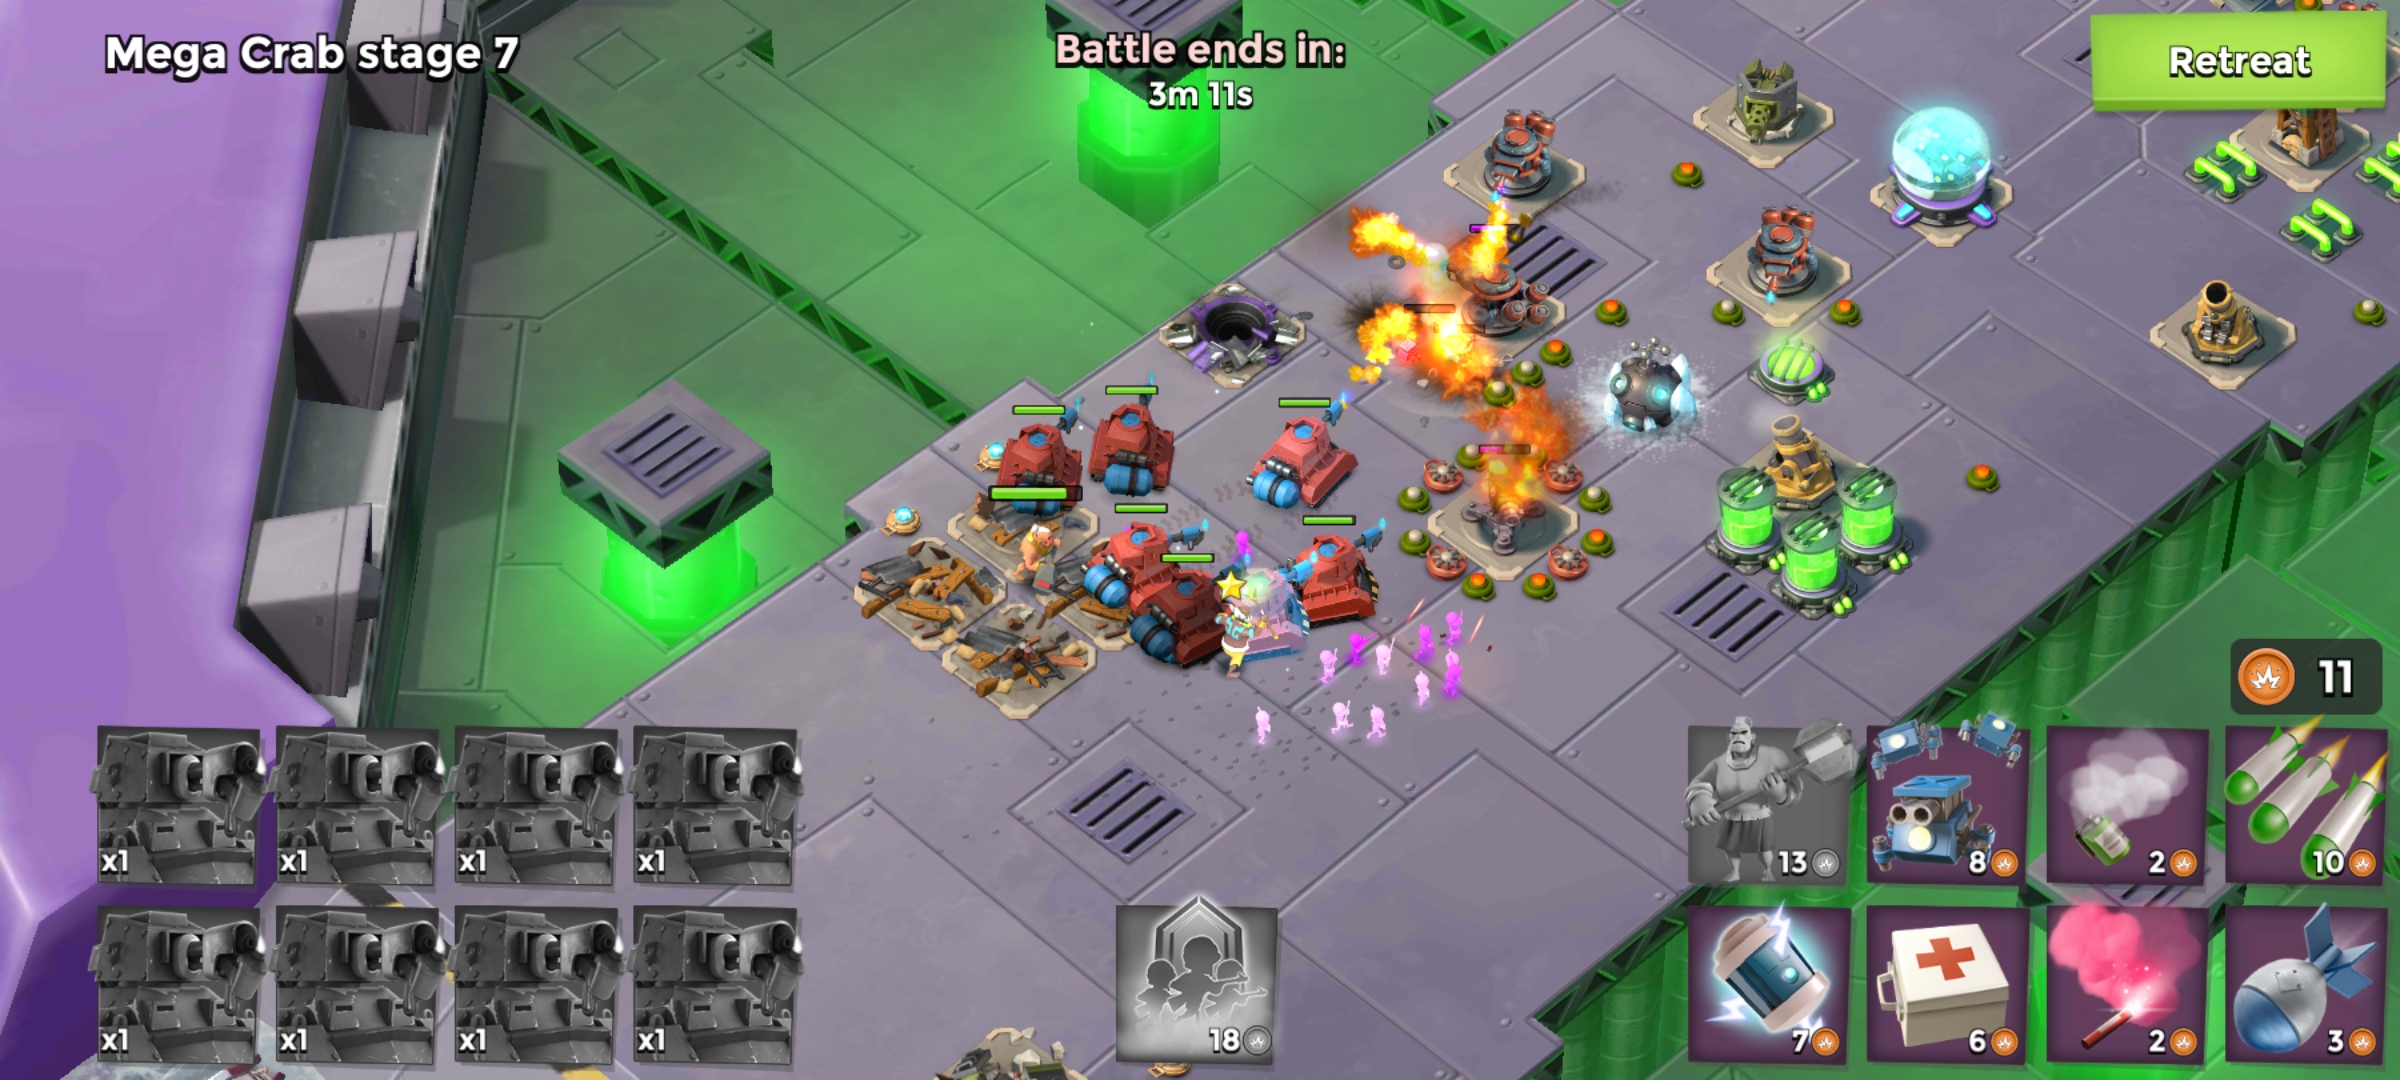 Mega Crab stage 7
Battle ends in:
3m 11s
Retreat
11
x1
x1
x1
x1
13
8
2
10
x1
x1
x1
x1
18
7
6
2
3